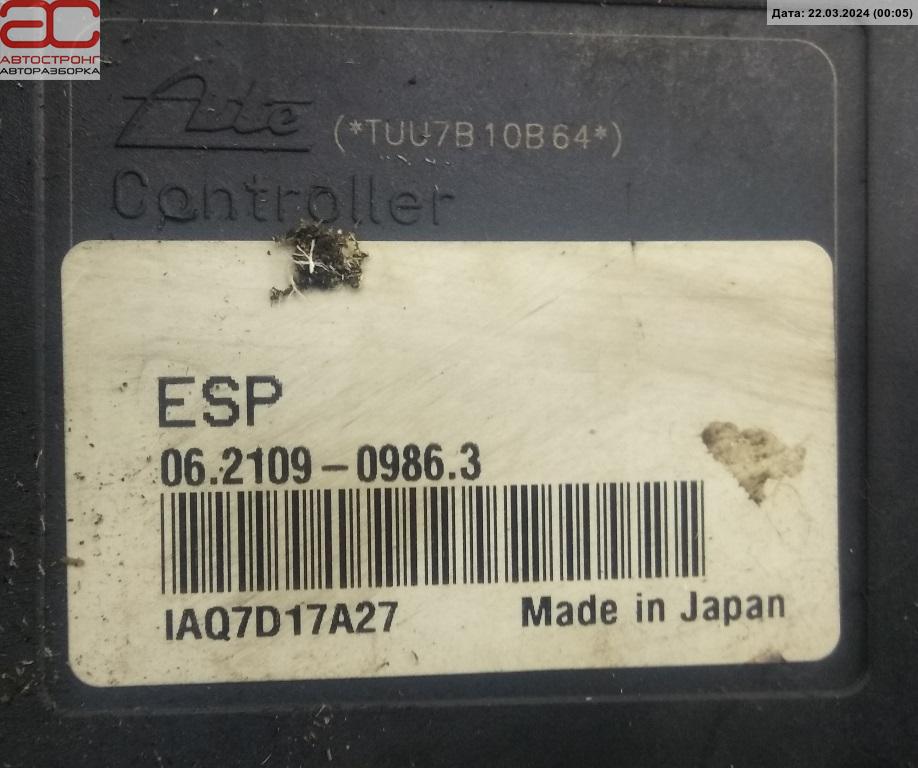 ac
АВТОСТРОНГ
АВТОРАЗБОРКА
Дата: 22.03.2024 (00:05)
Ate (*TUU7B10B64*)
Controller
ESP
06.2109-0986.3
IAQ7D17A27 Made in Japan